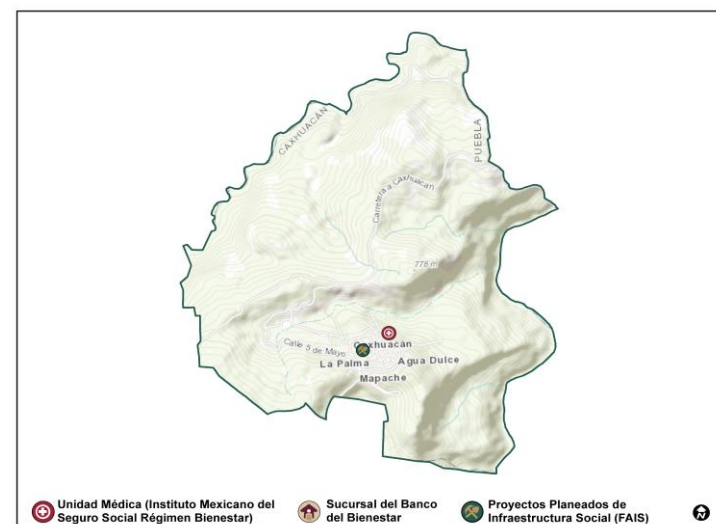 CAXHUACÁN
PUEBLA
Carretera a Caxhuacan
778 m
Caxhuacán
Calle 5 de Mayo
La Palma
Agua Dulce
Mapache
Unidad Médica (Instituto Mexicano del
Seguro Social Régimen Bienestar)
Sucursal del Banco
del Bienestar
Proyectos Planeados de
Infraestructura Social (FAIS)
N